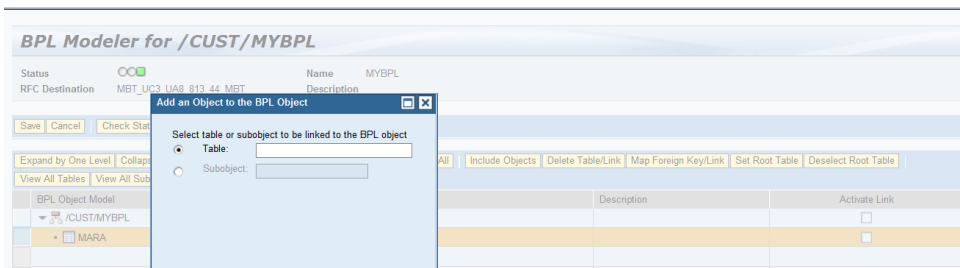 BPL Modeler for /CUST/MYBPL
Status Name MYBPL
RFC Destination MBT_UC3_UA8_813_44_MBT Description
Add an Object to the BPL Object
Save Cancel Check Stat
Select table or subobject to be linked to the BPL object
Table:
Subobject:
Expand by One Level Collaps All Include Objects Delete Table/Link Map Foreign Key/Link Set Root Table Deselect Root Table
View All Tables View All Sub
BPL Object Model Description Activate Link
/CUST/MYBPL
MARA